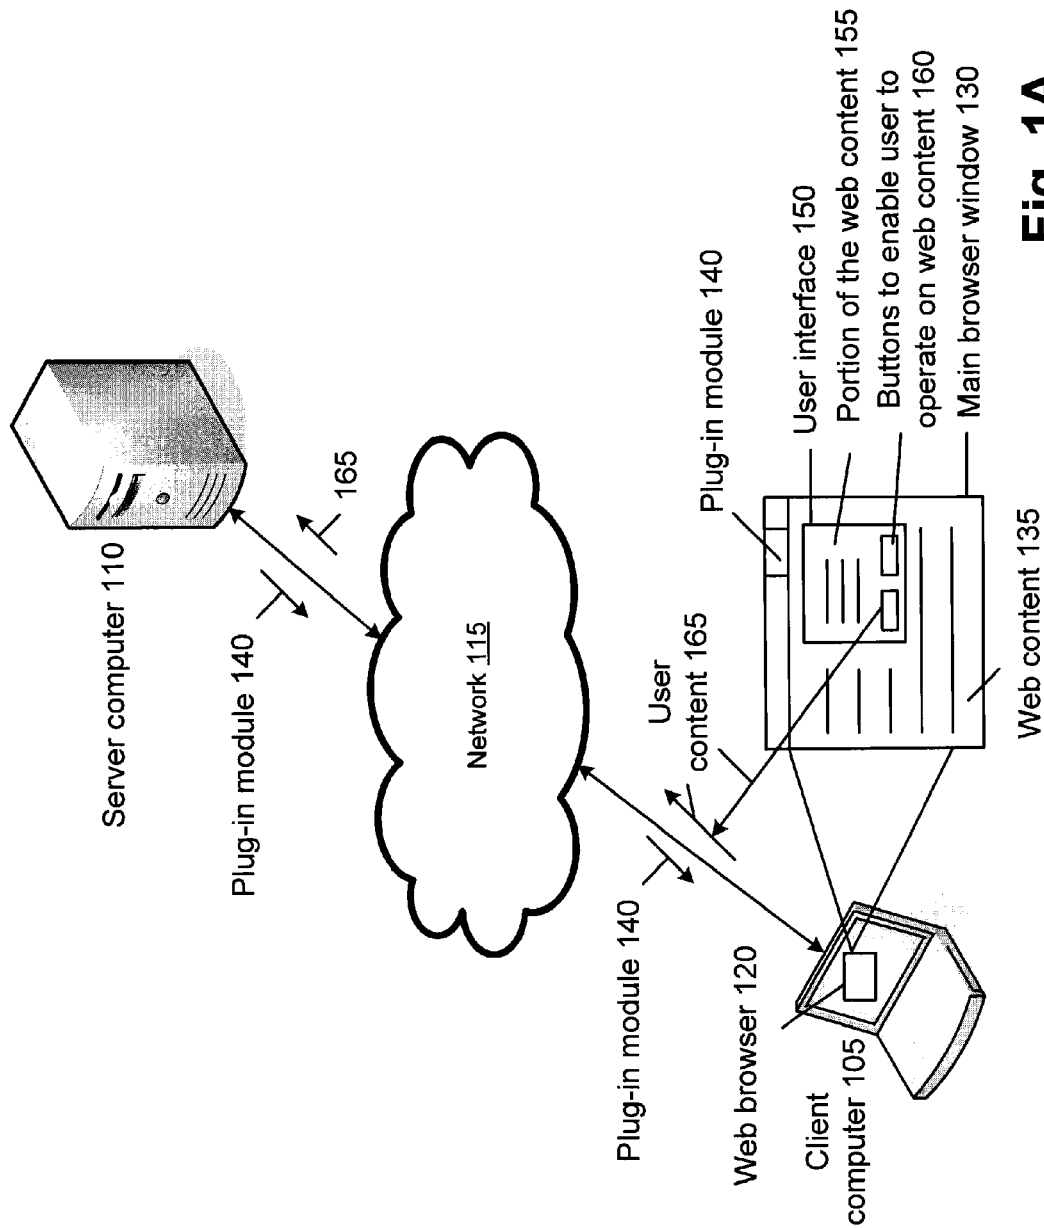 Server computer 110
Plug-in module 140
165
Network 115
Plug-in module 140
User
content 165
Web browser 120
Client
computer 105
Plug-in module 140
User interface 150
Portion of the web content 155
Buttons to enable user to
operate on web content 160
Main browser window 130
Web content 135
Fig. 1A